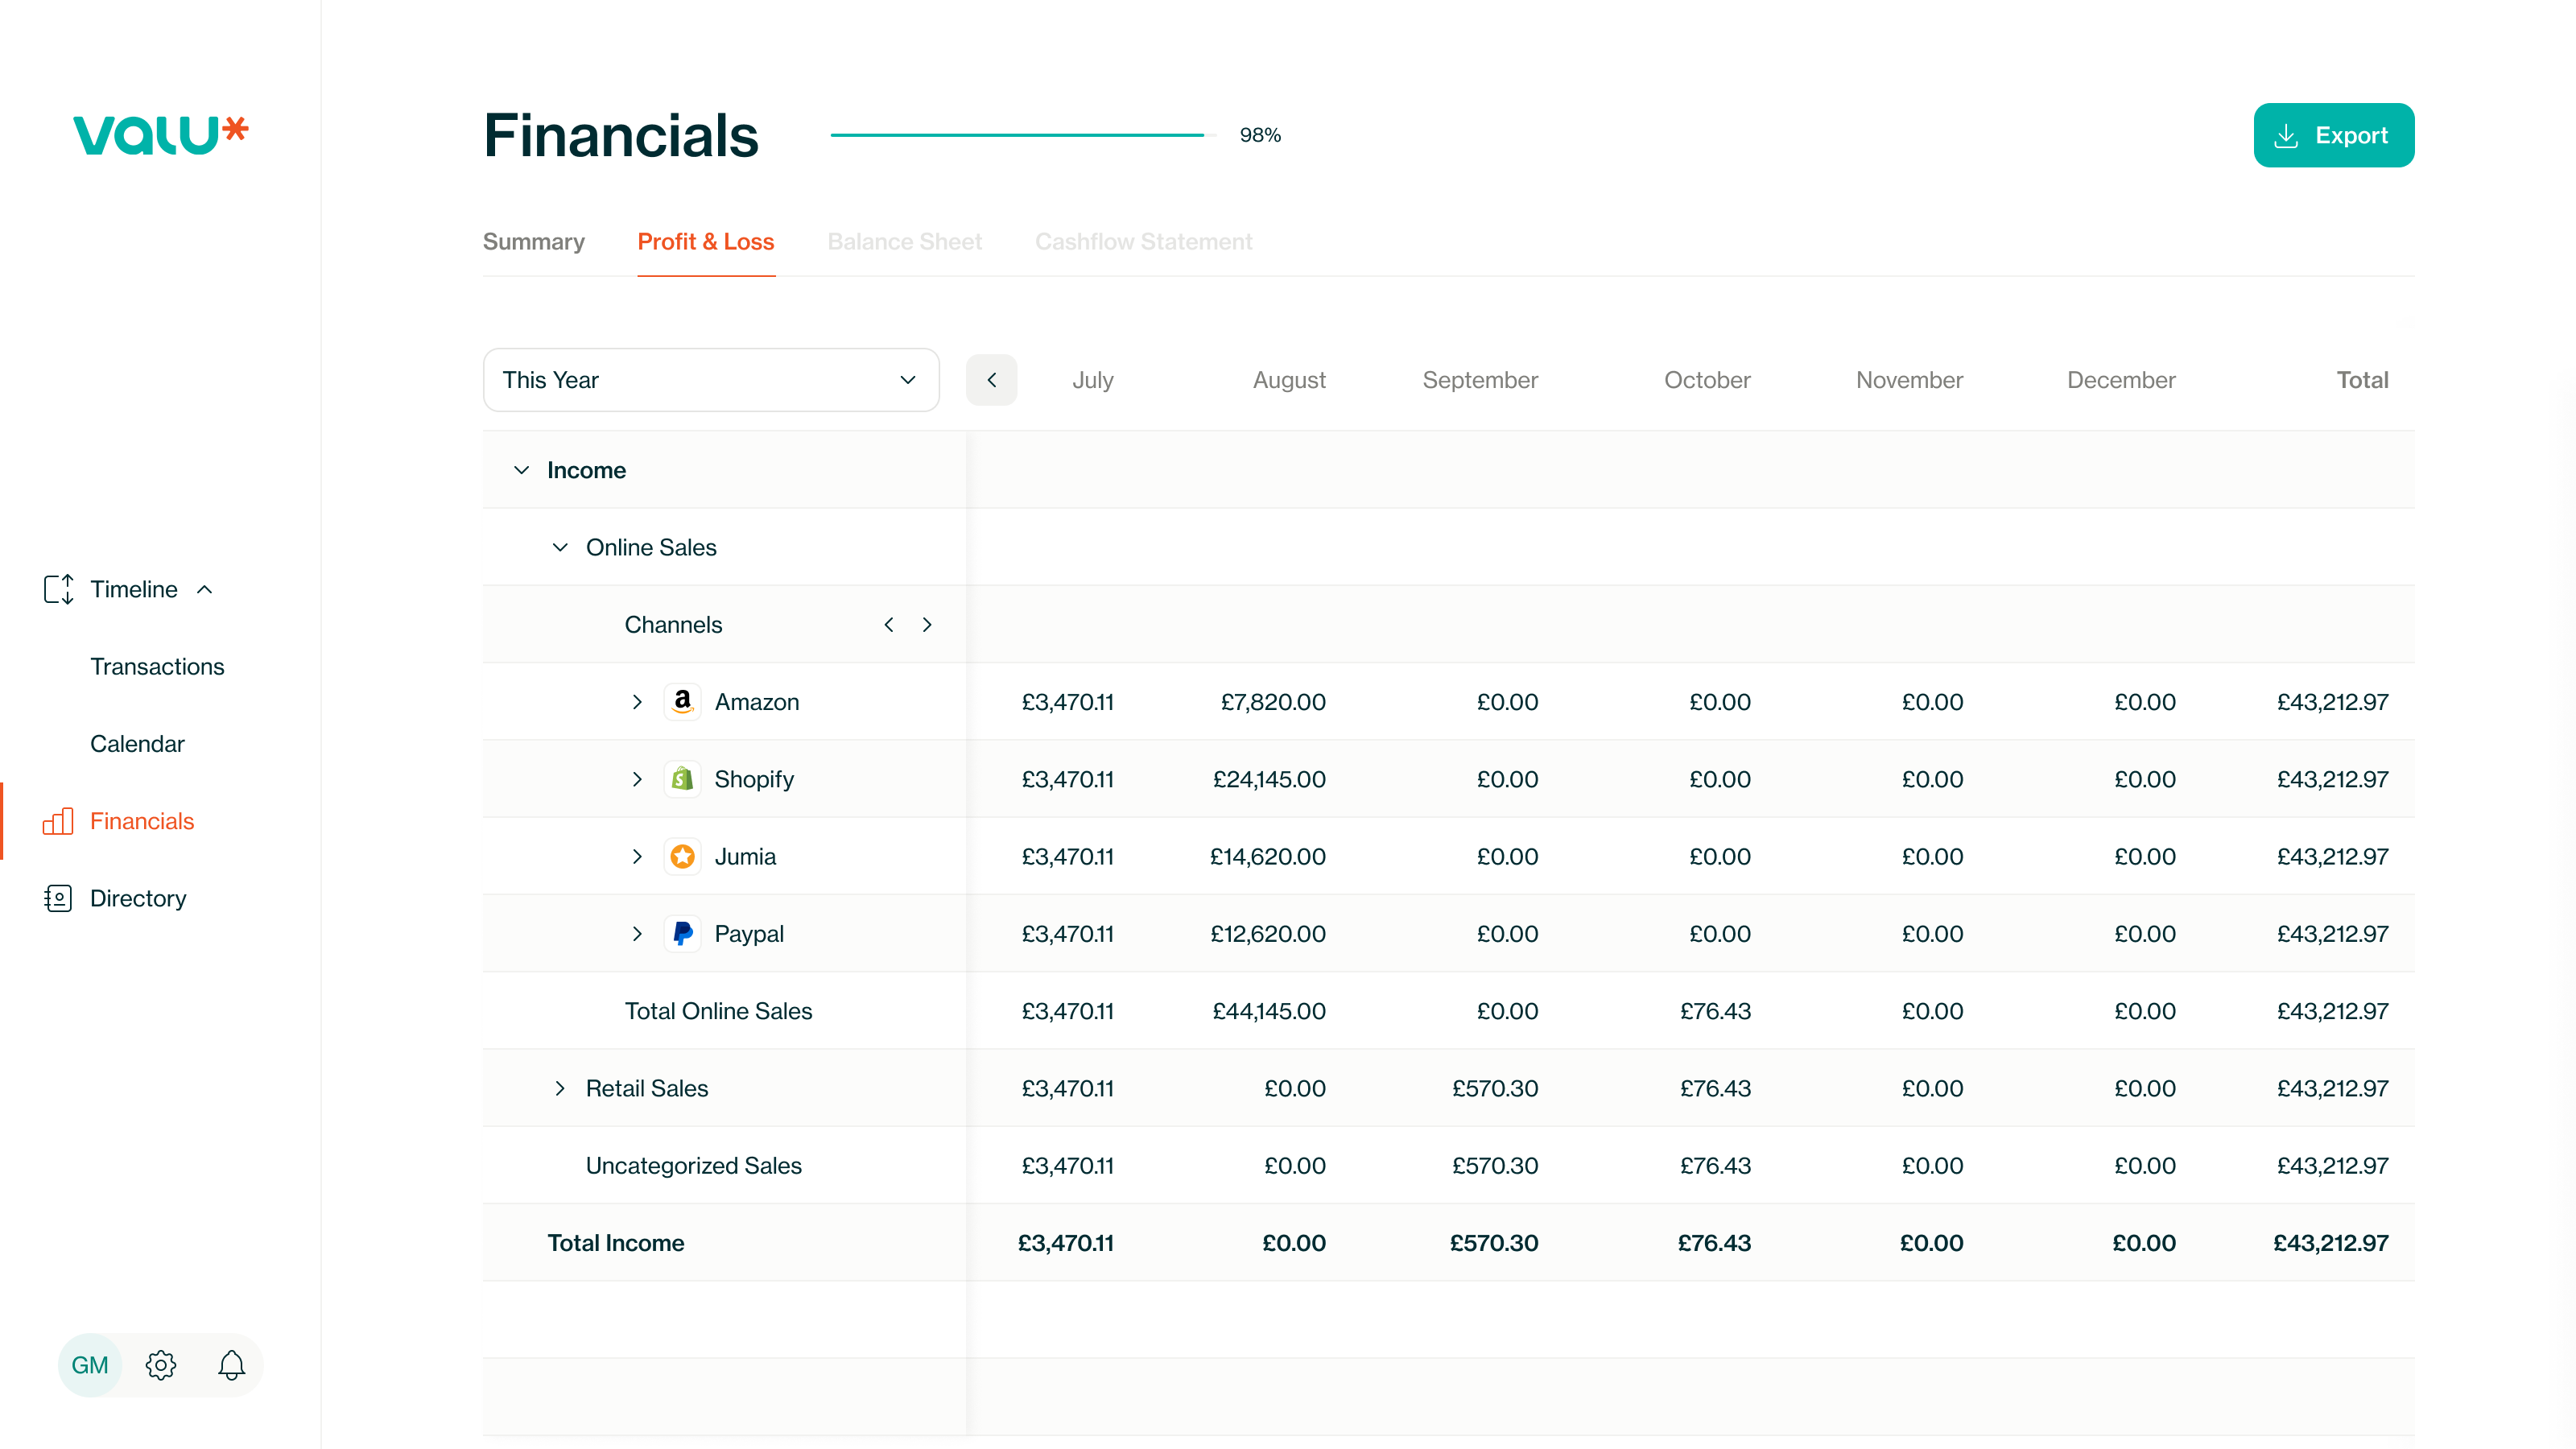 valu*
Financials 98% Export
Summary Profit & Loss Balance Sheet Cashflow Statement
This Year July August September October November December Total
Income
Online Sales
Channels
Amazon £3,470.11 £7,820.00 £0.00 £0.00 £0.00 £0.00 £43,212.97
Shopify £3,470.11 £24,145.00 £0.00 £0.00 £0.00 £0.00 £43,212.97
Jumia £3,470.11 £14,620.00 £0.00 £0.00 £0.00 £0.00 £43,212.97
Paypal £3,470.11 £12,620.00 £0.00 £0.00 £0.00 £0.00 £43,212.97
Total Online Sales £3,470.11 £44,145.00 £0.00 £76.43 £0.00 £0.00 £43,212.97
Retail Sales £3,470.11 £0.00 £570.30 £76.43 £0.00 £0.00 £43,212.97
Uncategorized Sales £3,470.11 £0.00 £570.30 £76.43 £0.00 £0.00 £43,212.97
Total Income £3,470.11 £0.00 £570.30 £76.43 £0.00 £0.00 £43,212.97
Timeline
Transactions
Calendar
Financials
Directory
GM